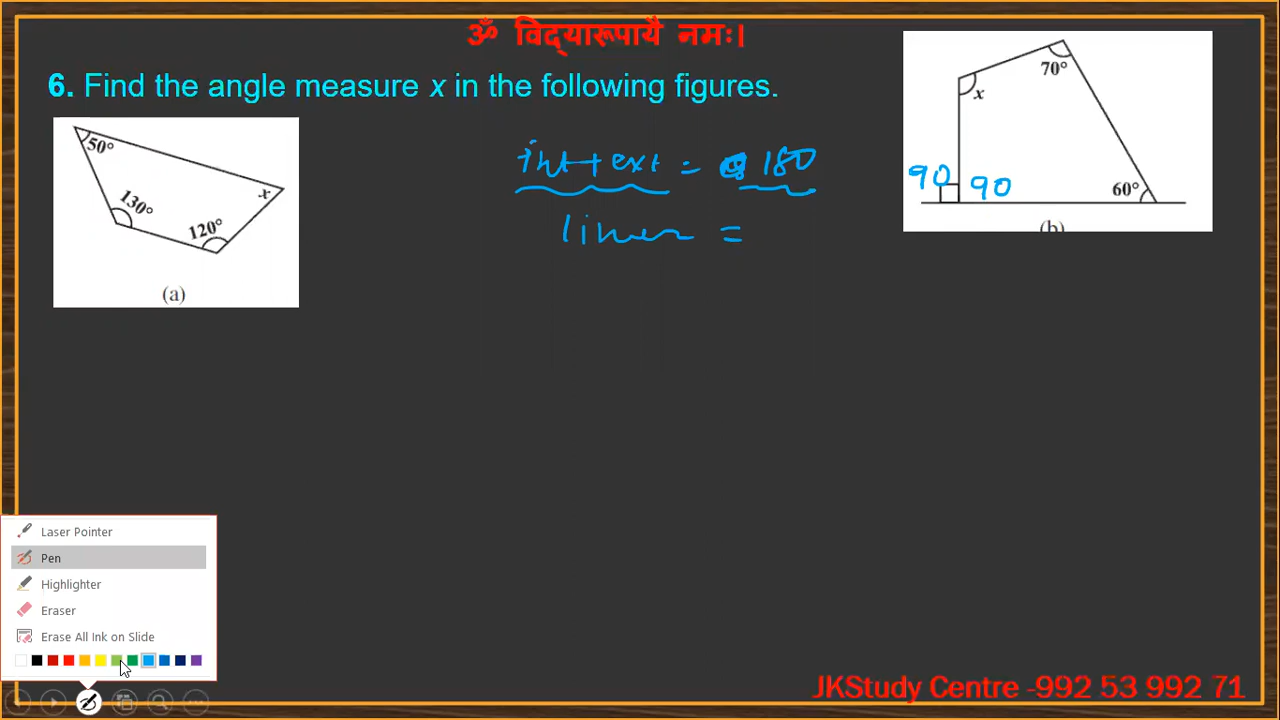 ॐ विद्यारूपायै नमः।
6. Find the angle measure x in the following figures.
50°
130°
120°
x
(a)
int + ext = 180
liner =
70°
x
90
90
60°
(b)
Laser Pointer
Pen
Highlighter
Eraser
Erase All Ink on Slide
JKStudy Centre -992 53 992 71